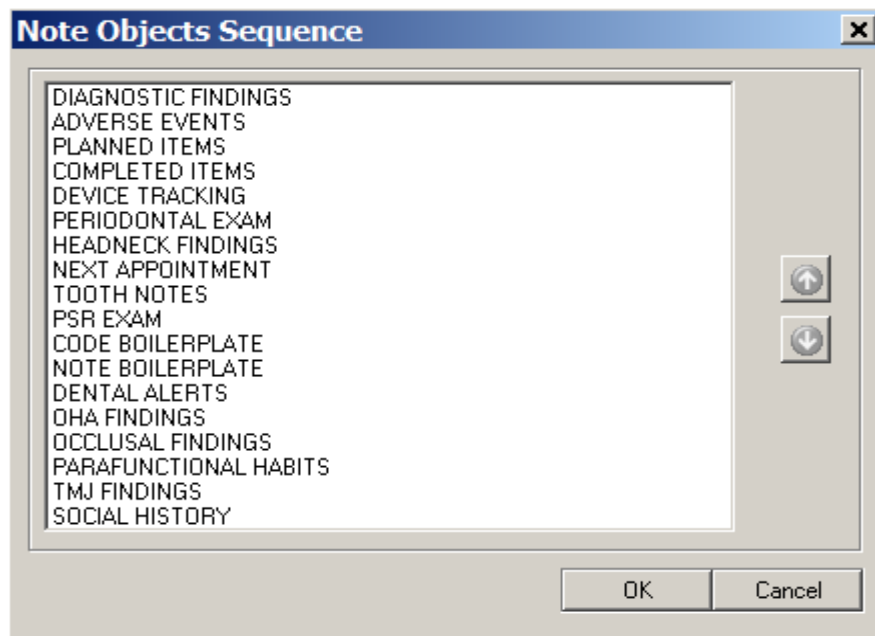 Note Objects Sequence
DIAGNOSTIC FINDINGS
ADVERSE EVENTS
PLANNED ITEMS
COMPLETED ITEMS
DEVICE TRACKING
PERIODONTAL EXAM
HEADNECK FINDINGS
NEXT APPOINTMENT
TOOTH NOTES
PSR EXAM
CODE BOILERPLATE
NOTE BOILERPLATE
DENTAL ALERTS
OHA FINDINGS
OCCLUSAL FINDINGS
PARAFUNCTIONAL HABITS
TMJ FINDINGS
SOCIAL HISTORY
OK Cancel